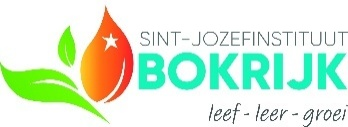 SINT-JOZEFINSTITUUT
BOKRIJK
leef - leer - groei